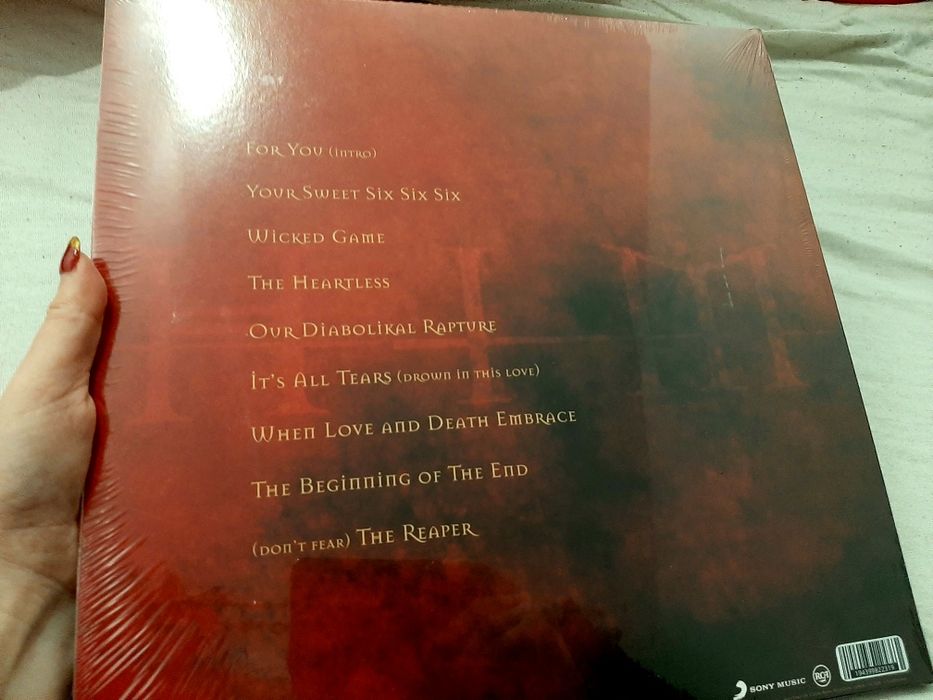 For You (intro)
Your Sweet Six Six Six
Wicked Game
The Heartless
Our Diabolikal Rapture
It's All Tears (drown in this love)
When Love and Death Embrace
The Beginning of The End
(don't fear) The Reaper
HIM
SONY MUSIC
RCA